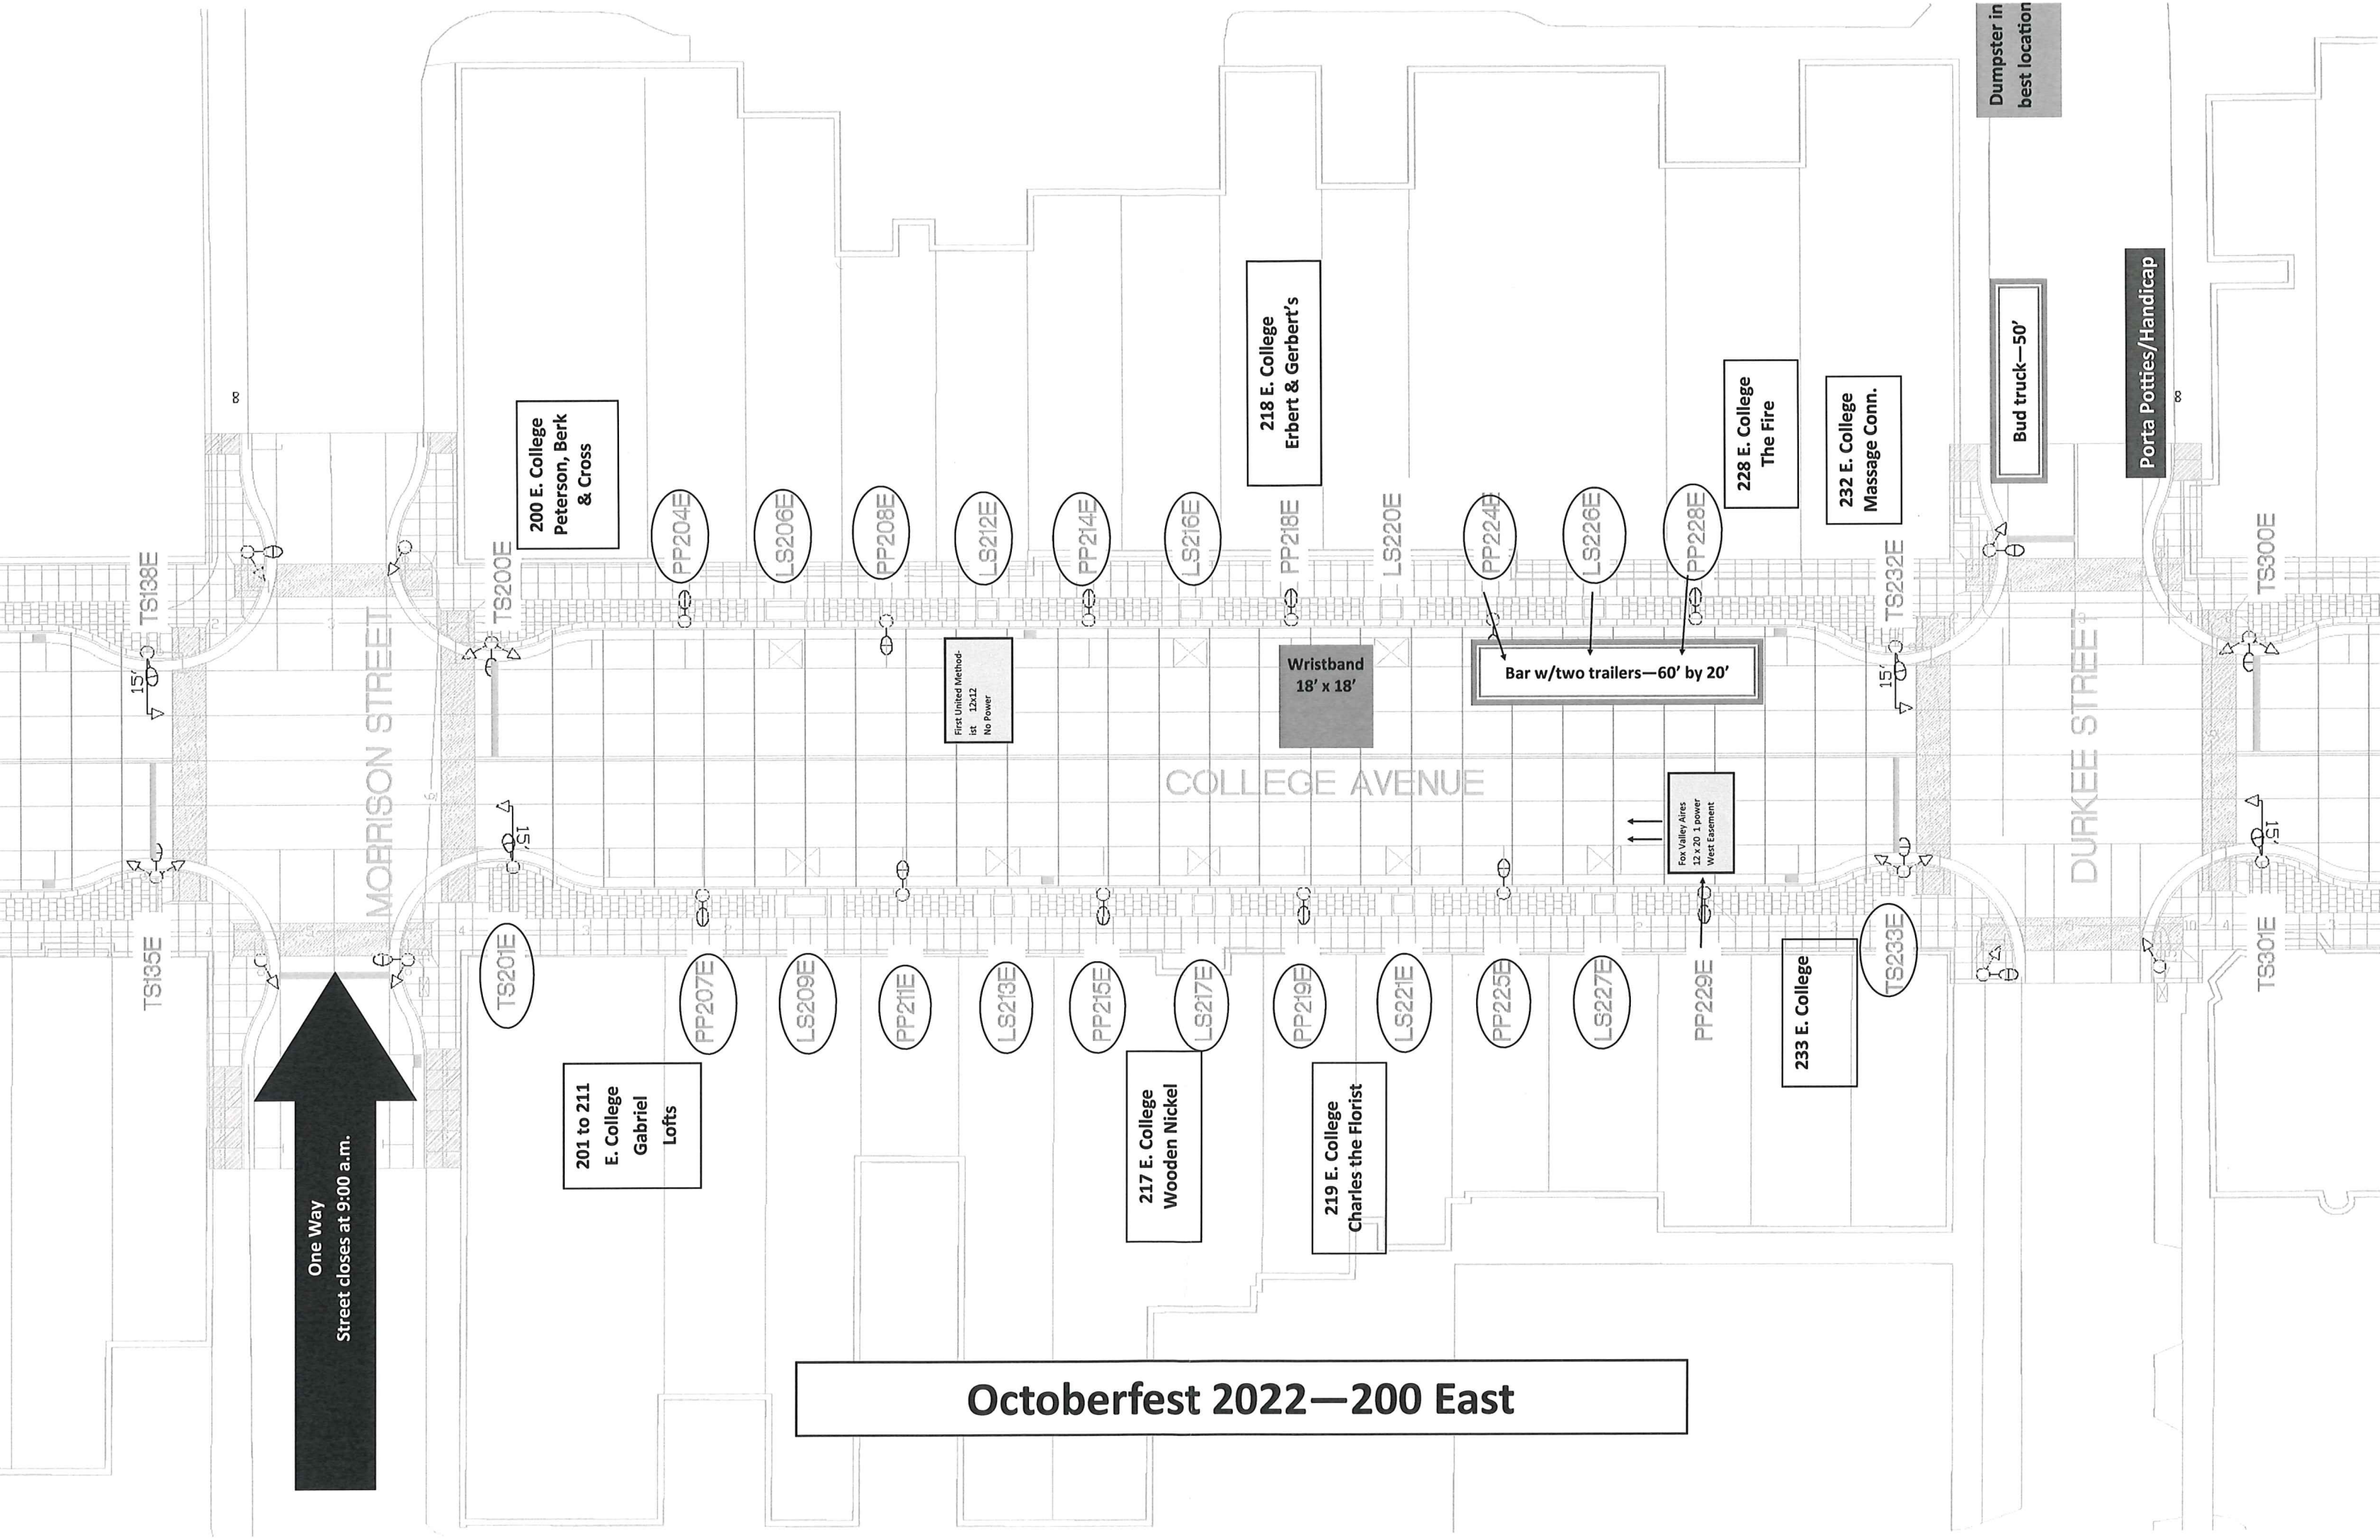 Dumpster in
best location
Bud truck—50'
Porta Potties/Handicap
8
8
200 E. College
Peterson, Berk
& Cross
218 E. College
Erbert & Gerbert's
228 E. College
The Fire
232 E. College
Massage Conn.
TS138E
TS200E
PP204E
LS206E
PP208E
LS212E
PP214E
LS216E
PP218E
LS220E
PP224E
LS226E
PP228E
TS232E
TS300E
15'
15'
First United Method-
ist 12x12
No Power
Wristband
18' x 18'
Bar w/two trailers—60' by 20'
MORRISON STREET
COLLEGE AVENUE
DURKEE STREET
Fox Valley Aires
12 x 20 1 power
West Easement
15'
15'
TS135E
TS201E
PP207E
LS209E
PP211E
LS213E
PP215E
LS217E
PP219E
LS221E
PP225E
LS227E
PP229E
TS233E
TS301E
201 to 211
E. College
Gabriel
Lofts
217 E. College
Wooden Nickel
219 E. College
Charles the Florist
233 E. College
One Way
Street closes at 9:00 a.m.
Octoberfest 2022—200 East